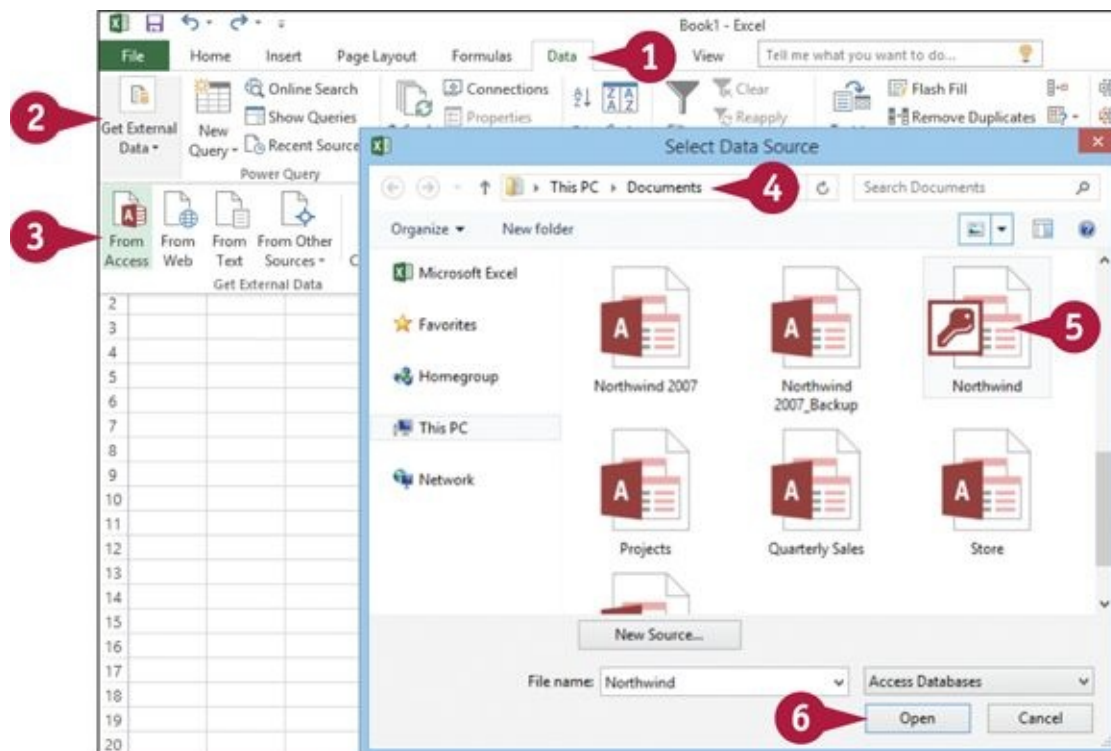 Book1 - Excel
File Home Insert Page Layout Formulas Data 1 View Tell me what you want to do...
2
Get External Data
New Query
Online Search
Show Queries
Recent Source
Power Query
Connections
Properties
Clear
Reapply
Flash Fill
Remove Duplicates
3
From Access
From Web
From Text
From Other Sources
Get External Data
Select Data Source
This PC Documents 4
Search Documents
Organize New folder
Microsoft Excel
Favorites
Homegroup
This PC
Network
Northwind 2007
Northwind 2007_Backup
Northwind
5
Projects
Quarterly Sales
Store
New Source...
File name: Northwind
Access Databases
6
Open Cancel
2
3
4
5
6
7
8
9
10
11
12
13
14
15
16
17
18
19
20